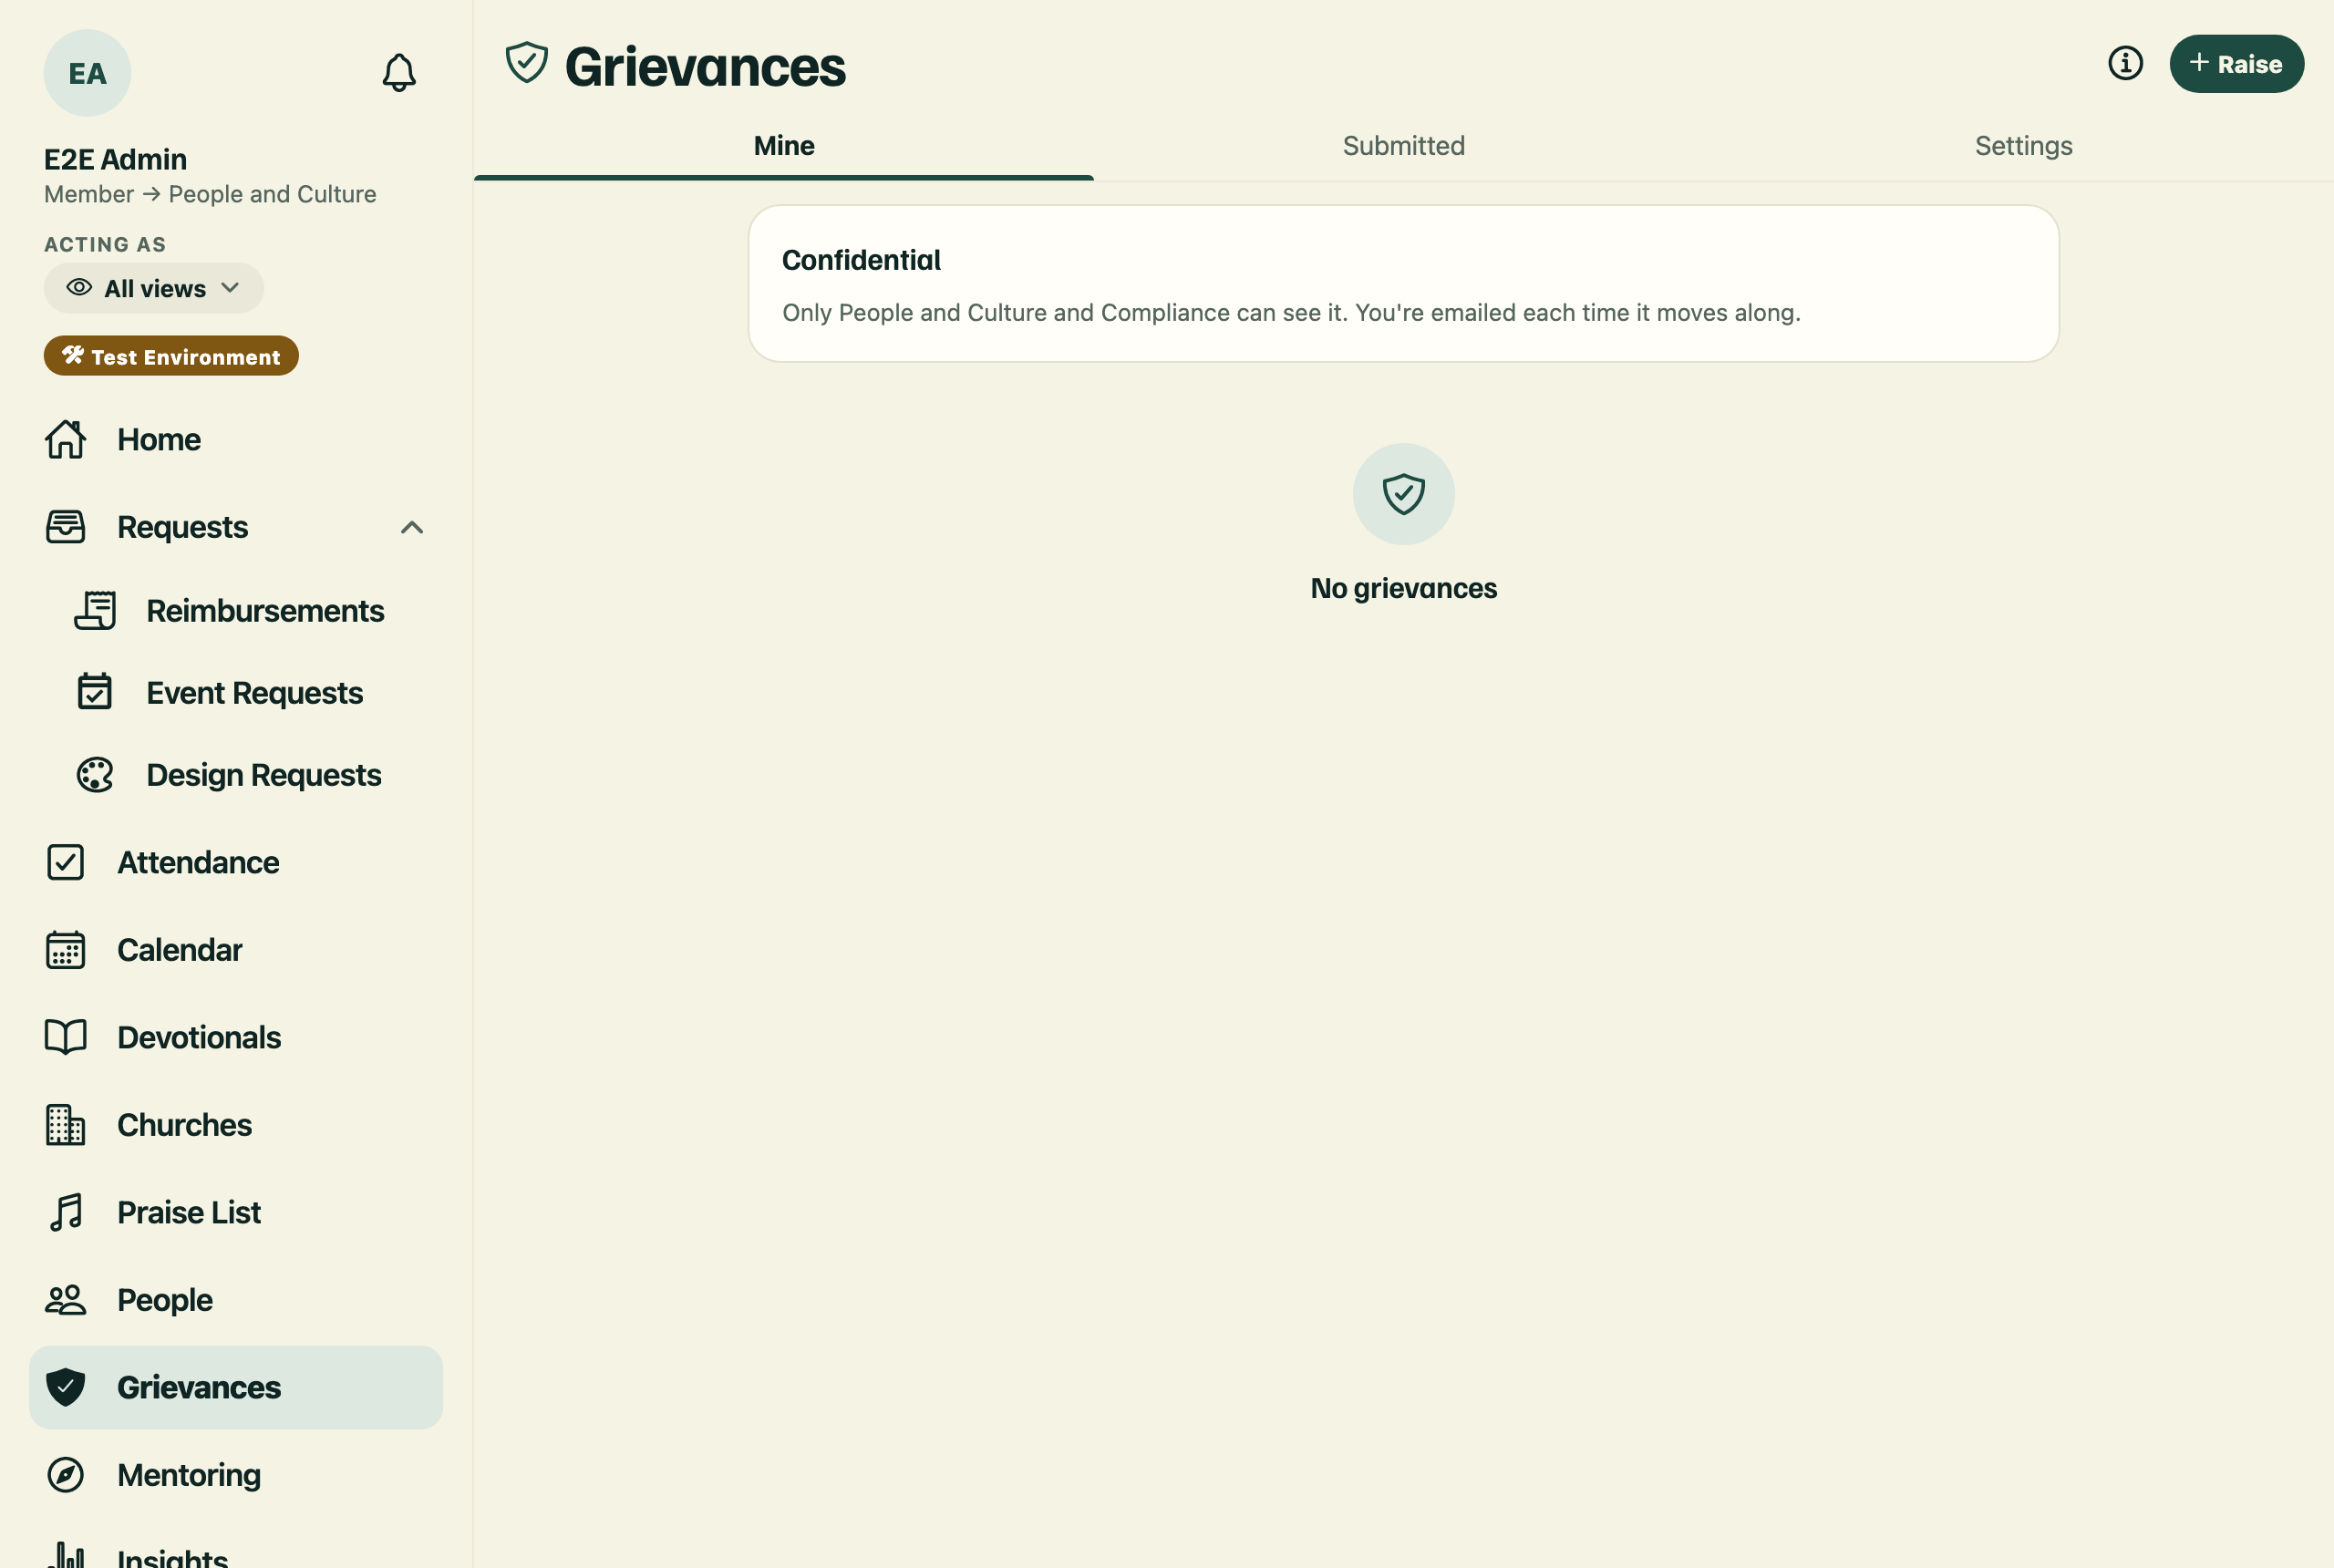 EA
E2E Admin
Member → People and Culture
ACTING AS
All views
Test Environment
Home
Requests
Reimbursements
Event Requests
Design Requests
Attendance
Calendar
Devotionals
Churches
Praise List
People
Grievances
Mentoring
Insights
Grievances
+ Raise
Mine
Submitted
Settings
Confidential
Only People and Culture and Compliance can see it. You're emailed each time it moves along.
No grievances